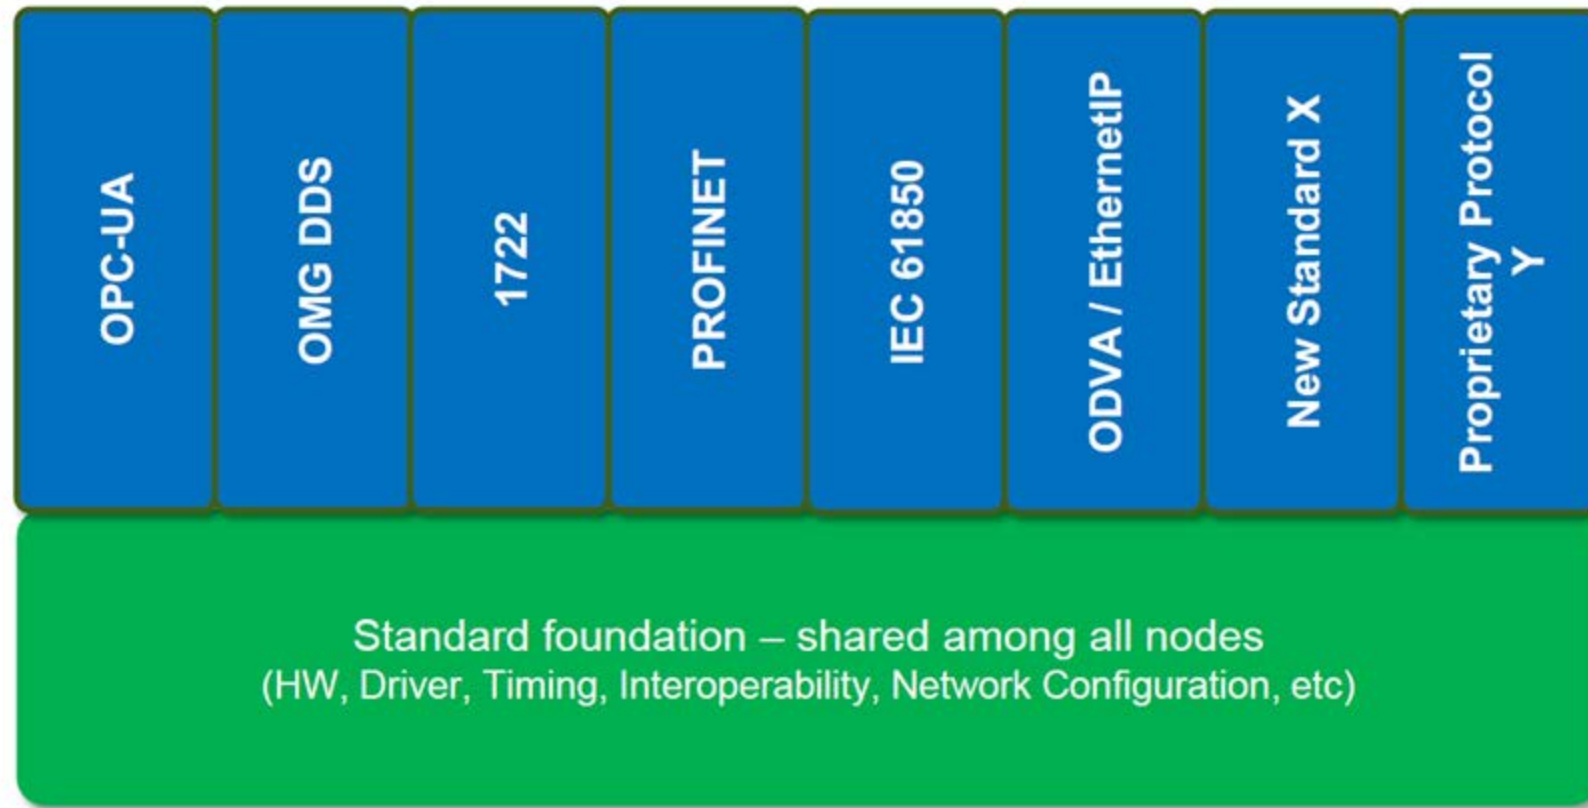 OPC-UA
OMG DDS
1722
PROFINET
IEC 61850
ODVA / EthernetIP
New Standard X
Proprietary Protocol
Y
Standard foundation – shared among all nodes
(HW, Driver, Timing, Interoperability, Network Configuration, etc)